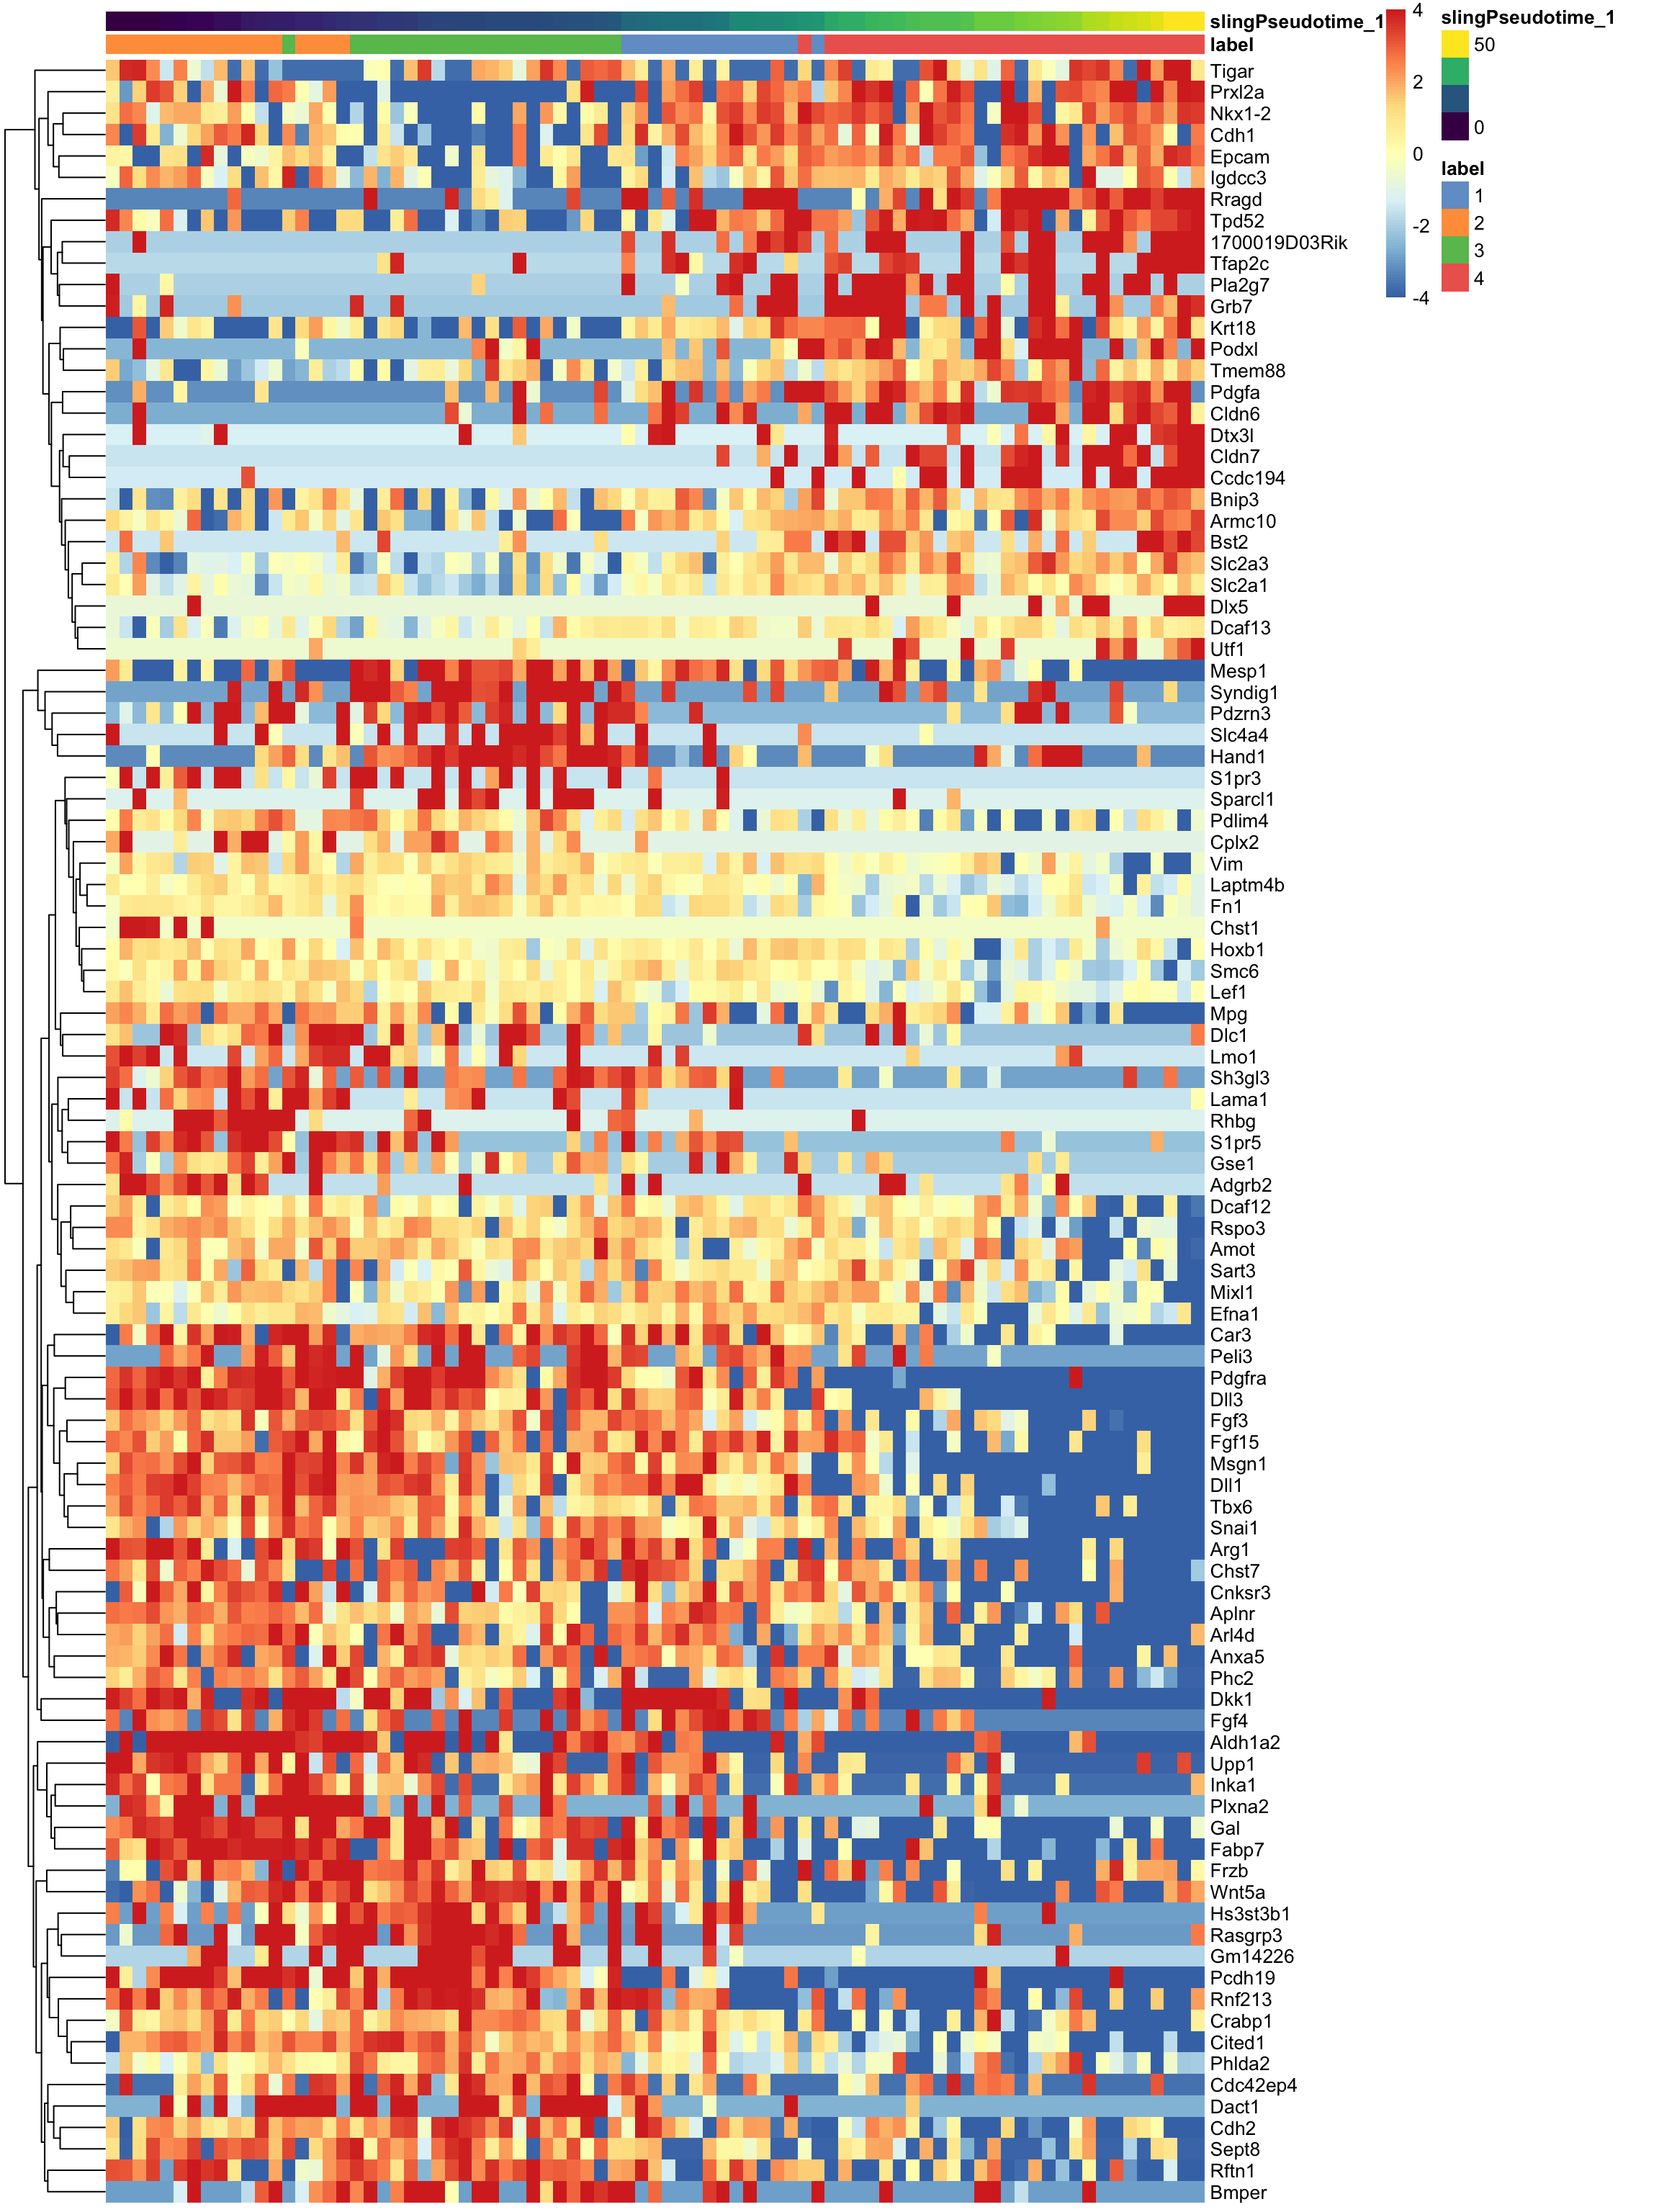 slingPseudotime_1
label
Tigar
Prxl2a
Nkx1-2
Cdh1
Epcam
Igdcc3
Rragd
Tpd52
1700019D03Rik
Tfap2c
Pla2g7
Grb7
Krt18
Podxl
Tmem88
Pdgfa
Cldn6
Dtx3l
Cldn7
Ccdc194
Bnip3
Armc10
Bst2
Slc2a3
Slc2a1
Dlx5
Dcaf13
Utf1
Mesp1
Syndig1
Pdzrn3
Slc4a4
Hand1
S1pr3
Sparcl1
Pdlim4
Cplx2
Vim
Laptm4b
Fn1
Chst1
Hoxb1
Smc6
Lef1
Mpg
Dlc1
Lmo1
Sh3gl3
Lama1
Rhbg
S1pr5
Gse1
Adgrb2
Dcaf12
Rspo3
Amot
Sart3
Mixl1
Efna1
Car3
Peli3
Pdgfra
Dll3
Fgf3
Fgf15
Msgn1
Dll1
Tbx6
Snai1
Arg1
Chst7
Cnksr3
Aplnr
Arl4d
Anxa5
Phc2
Dkk1
Fgf4
Aldh1a2
Upp1
Inka1
Plxna2
Gal
Fabp7
Frzb
Wnt5a
Hs3st3b1
Rasgrp3
Gm14226
Pcdh19
Rnf213
Crabp1
Cited1
Phlda2
Cdc42ep4
Dact1
Cdh2
Sept8
Rftn1
Bmper
4
2
0
-2
-4
slingPseudotime_1
50
0
label
1
2
3
4